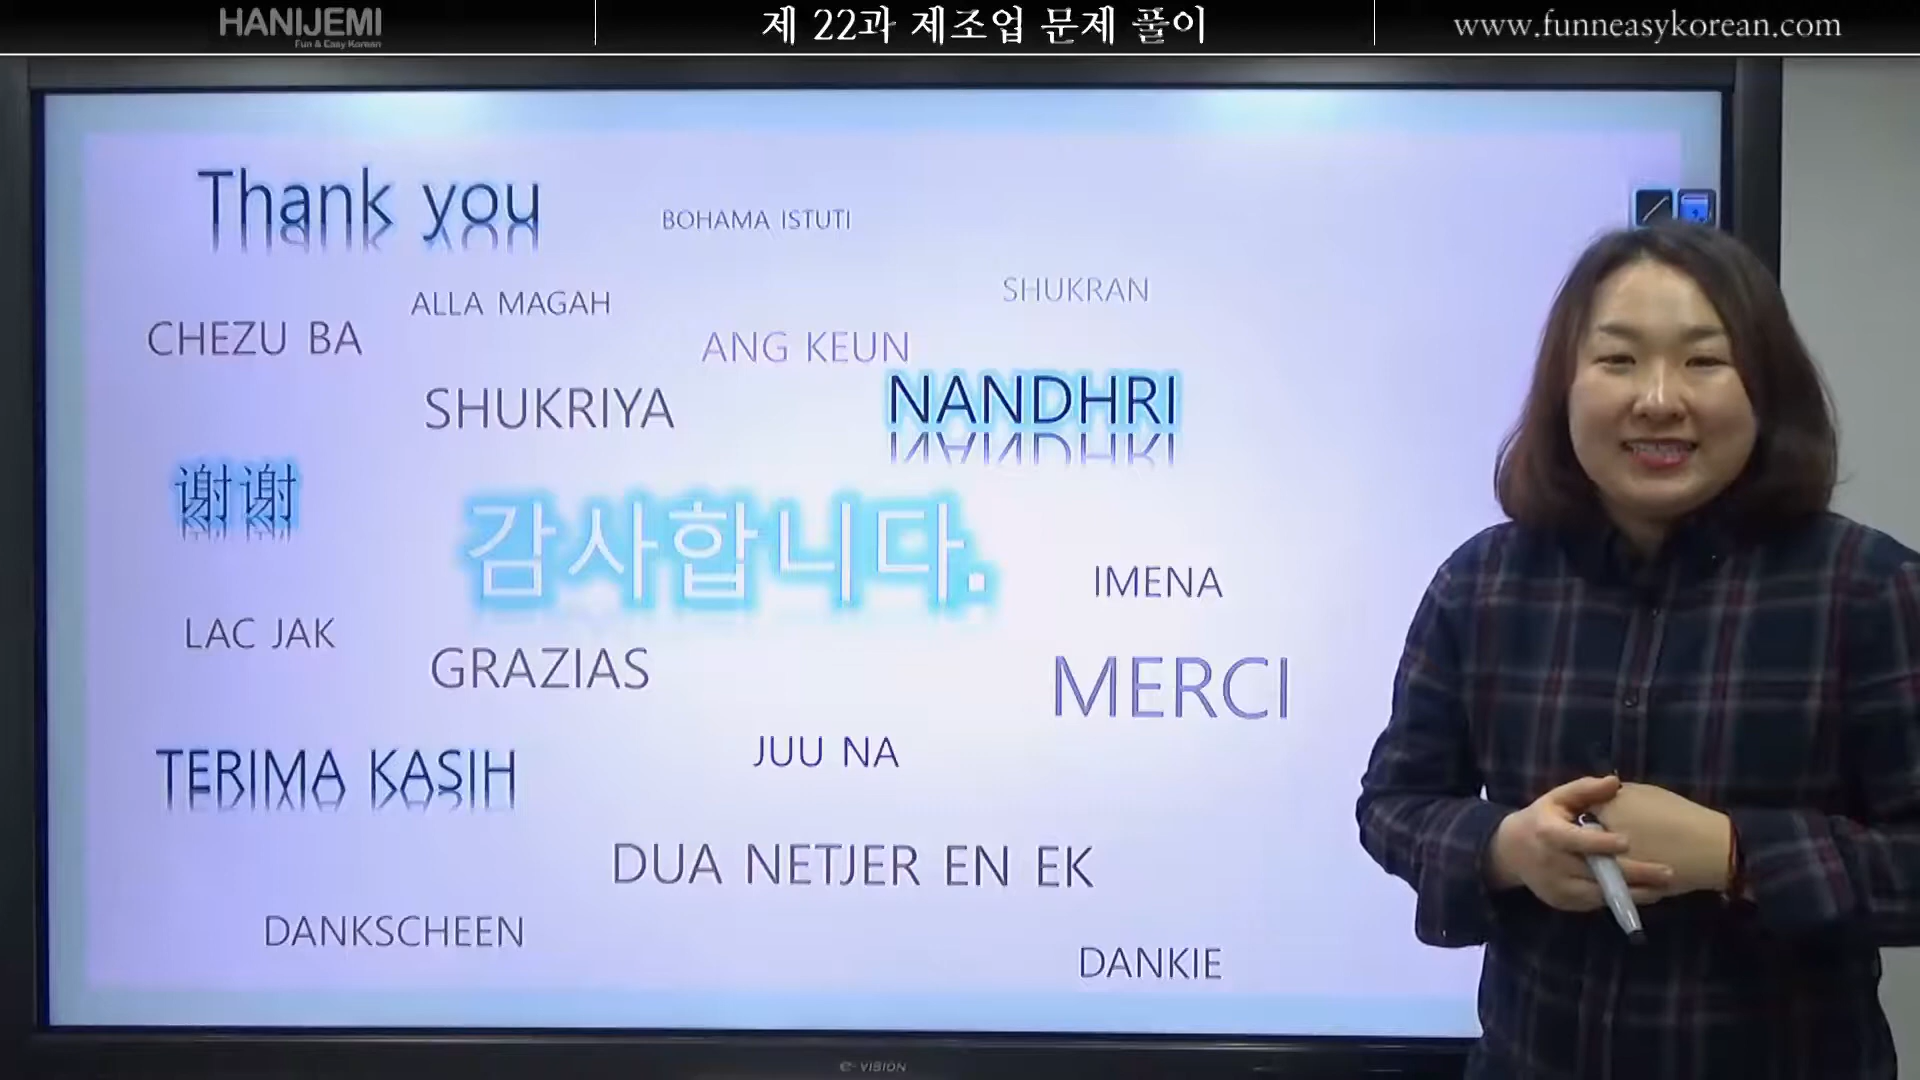 HANIJEMI
Fun & Easy Korean
제 22과 제조업 문제 풀이
www.funneasykorean.com
Thank you
BOHAMA ISTUTI
SHUKRAN
ALLA MAGAH
CHEZU BA
ANG KEUN
SHUKRIYA
NANDHRI
谢谢
감사합니다.
IMENA
LAC JAK
GRAZIAS
MERCI
JUU NA
TERIMA KASIH
DUA NETJER EN EK
DANKSCHEEN
DANKIE
e-VISION